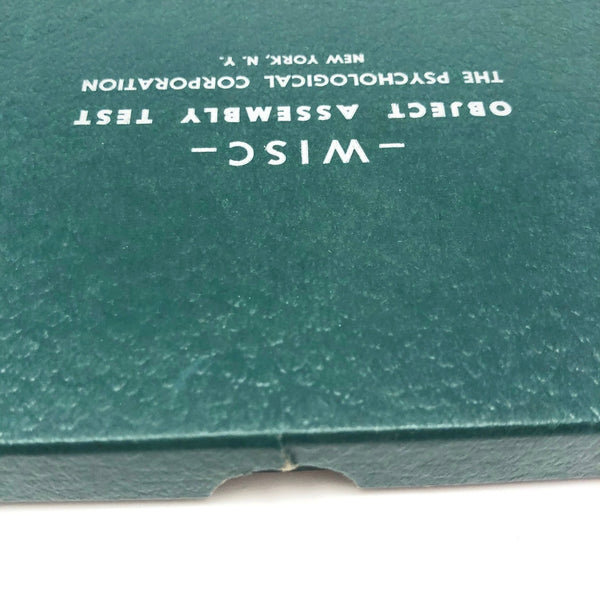 –WISC–
OBJECT ASSEMBLY TEST
THE PSYCHOLOGICAL CORPORATION
NEW YORK, N. Y.